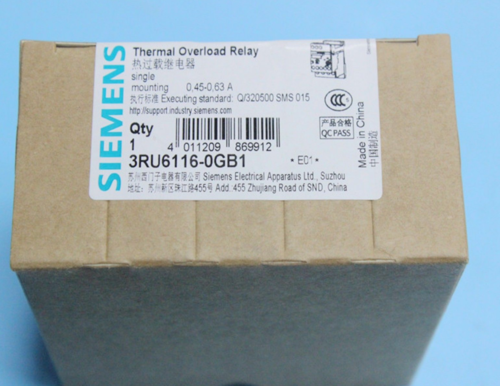 SIEMENS
Thermal Overload Relay
热过载继电器
single
mounting 0,45-0,63 A
执行标准 Executing standard: Q/320500 SMS 015
http://support.industry.siemens.com
CCC
产品合格
QC PASS
Made in China
中国制造
Qty
1
4 011209 869912
3RU6116-0GB1
* E01 *
苏州西门子电器有限公司 Siemens Electrical Apparatus Ltd., Suzhou
地址: 苏州新区珠江路455号 Add. 455 Zhujiang Road of SND, China